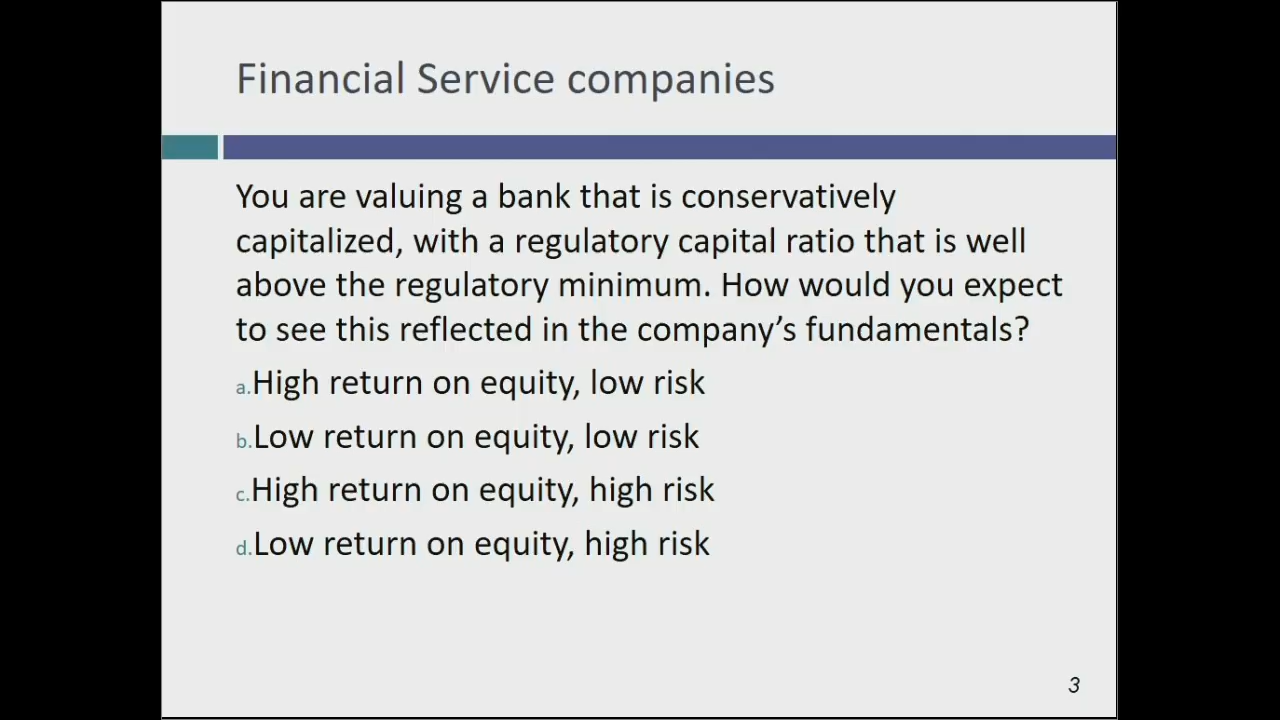 Financial Service companies
You are valuing a bank that is conservatively
capitalized, with a regulatory capital ratio that is well
above the regulatory minimum. How would you expect
to see this reflected in the company’s fundamentals?
a.High return on equity, low risk
b.Low return on equity, low risk
c.High return on equity, high risk
d.Low return on equity, high risk
3